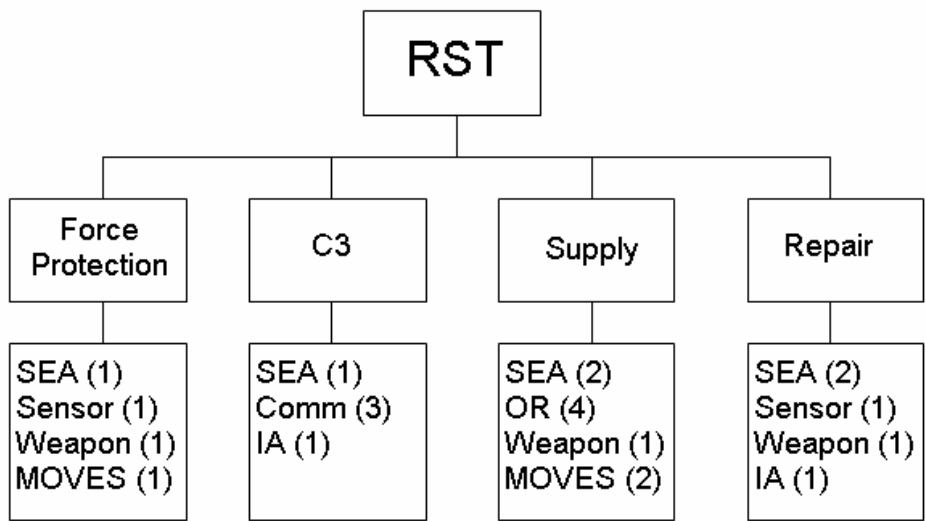 RST
Force
Protection
C3
Supply
Repair
SEA (1)
Sensor (1)
Weapon (1)
MOVES (1)
SEA (1)
Comm (3)
IA (1)
SEA (2)
OR (4)
Weapon (1)
MOVES (2)
SEA (2)
Sensor (1)
Weapon (1)
IA (1)